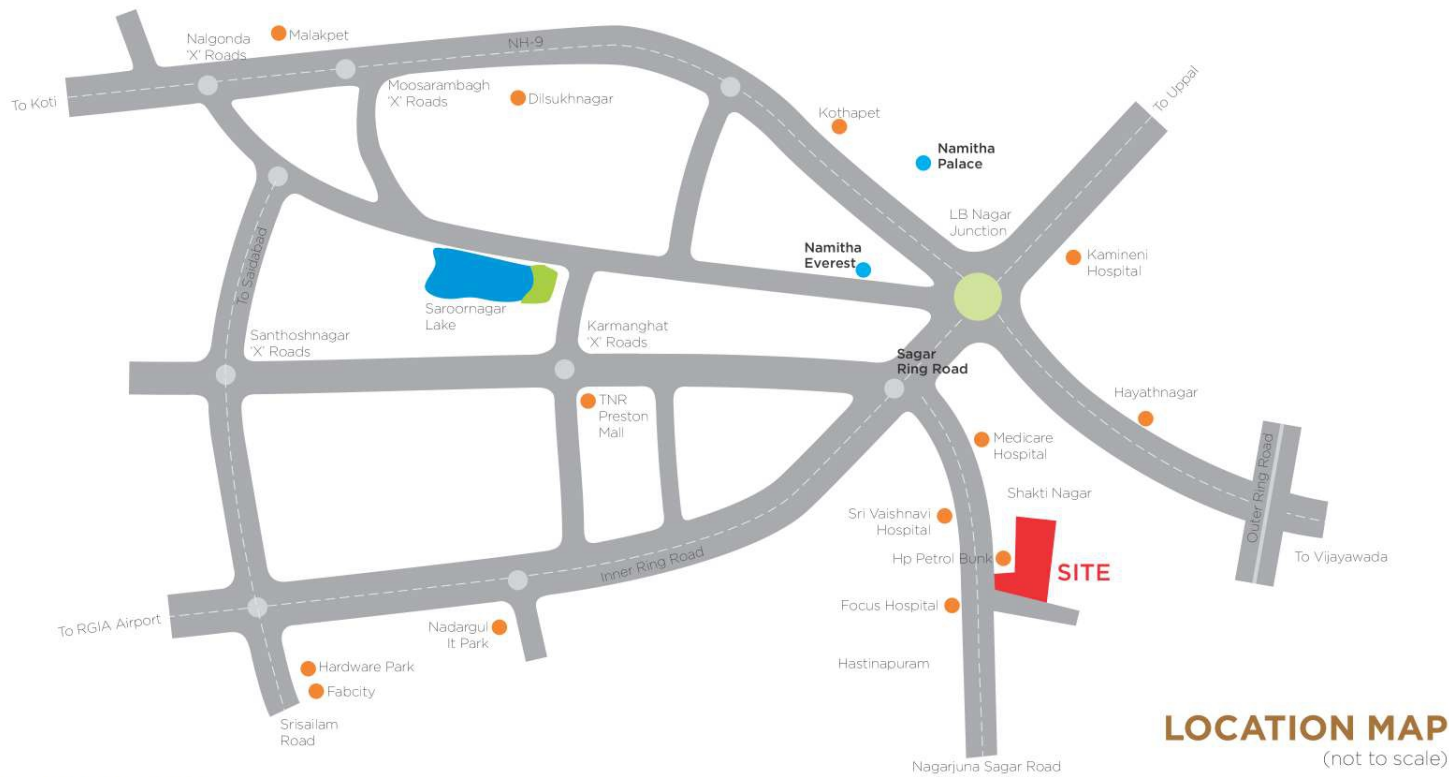 Malakpet
Nalgonda
'X' Roads
NH-9
To Koti
Moosarambagh
'X' Roads
Dilsukhnagar
Kothapet
To Uppal
Namitha
Palace
LB Nagar
Junction
Namitha
Everest
Kamineni
Hospital
To Saidabad
Saroornagar
Lake
Santhoshnagar
'X' Roads
Karmanghat
'X' Roads
Sagar
Ring Road
TNR
Preston
Mall
Hayathnagar
Medicare
Hospital
Outer Ring Road
Shakti Nagar
Sri Vaishnavi
Hospital
Hp Petrol Bunk
SITE
Inner Ring Road
To Vijayawada
Focus Hospital
To RGIA Airport
Nadargul
It Park
Hastinapuram
Hardware Park
Fabcity
Srisailam
Road
Nagarjuna Sagar Road
LOCATION MAP
(not to scale)